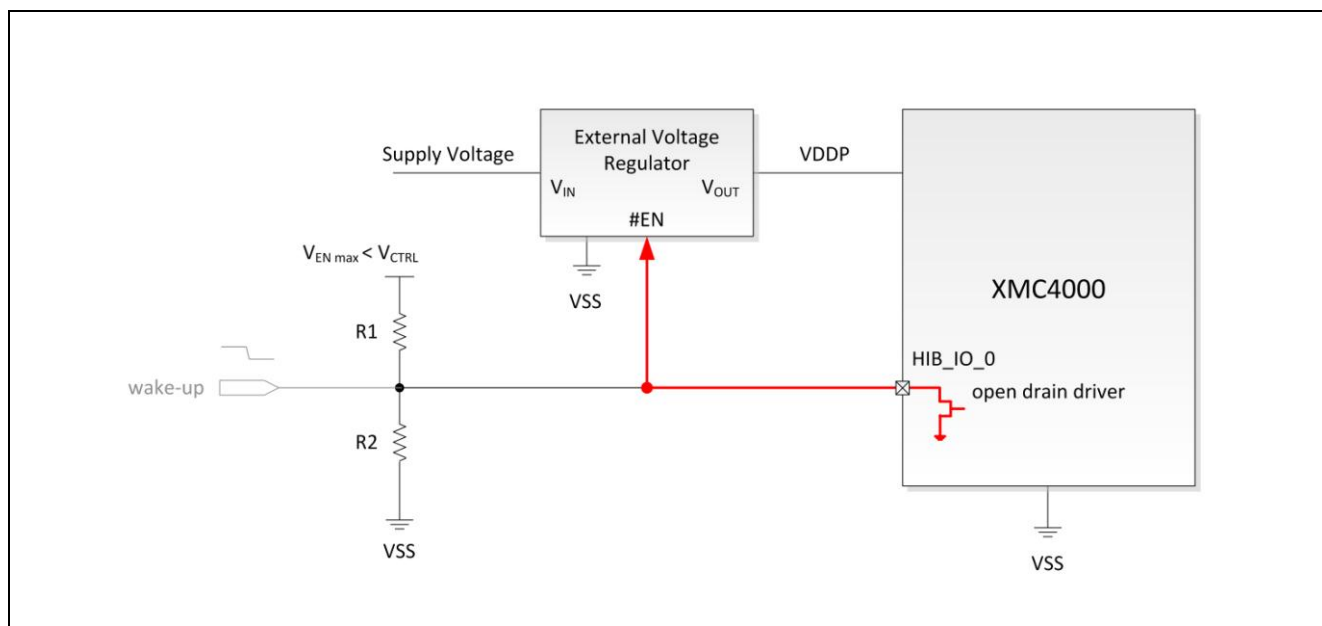 External Voltage
Regulator
Supply Voltage
VDDP
VIN
VOUT
#EN
VEN max < VCTRL
VSS
XMC4000
R1
HIB_IO_0
wake-up
open drain driver
R2
VSS
VSS